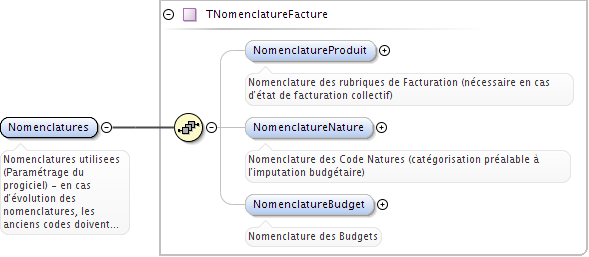 TNomenclatureFacture
NomenclatureProduit
Nomenclature des rubriques de Facturation (nécessaire en cas
d'état de facturation collectif)
Nomenclatures
Nomenclatures utilisees
(Paramétrage du
progiciel) - en cas
d'évolution des
nomenclatures, les
anciens codes doivent...
NomenclatureNature
Nomenclature des Code Natures (catégorisation préalable à
l'imputation budgétaire)
NomenclatureBudget
Nomenclature des Budgets